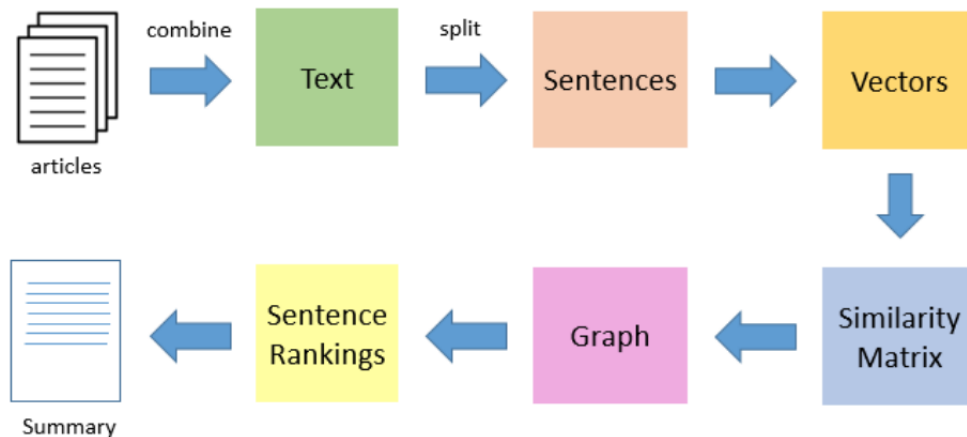 combine
split
Text
Sentences
Vectors
articles
Similarity
Matrix
Graph
Sentence
Rankings
Summary